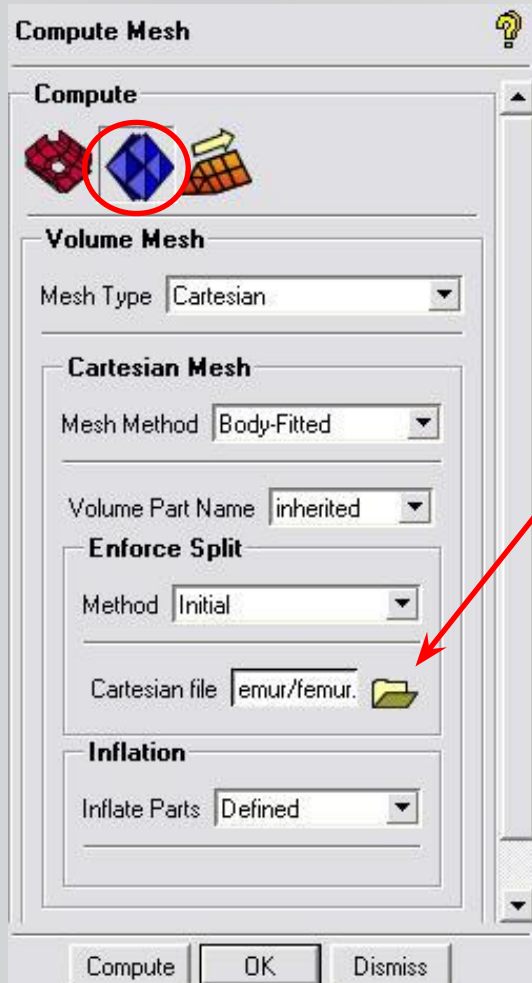 Compute Mesh
Compute
Volume Mesh
Mesh Type Cartesian
Cartesian Mesh
Mesh Method Body-Fitted
Volume Part Name inherited
Enforce Split
Method Initial
Cartesian file emur/femur.
Inflation
Inflate Parts Defined
Compute OK Dismiss